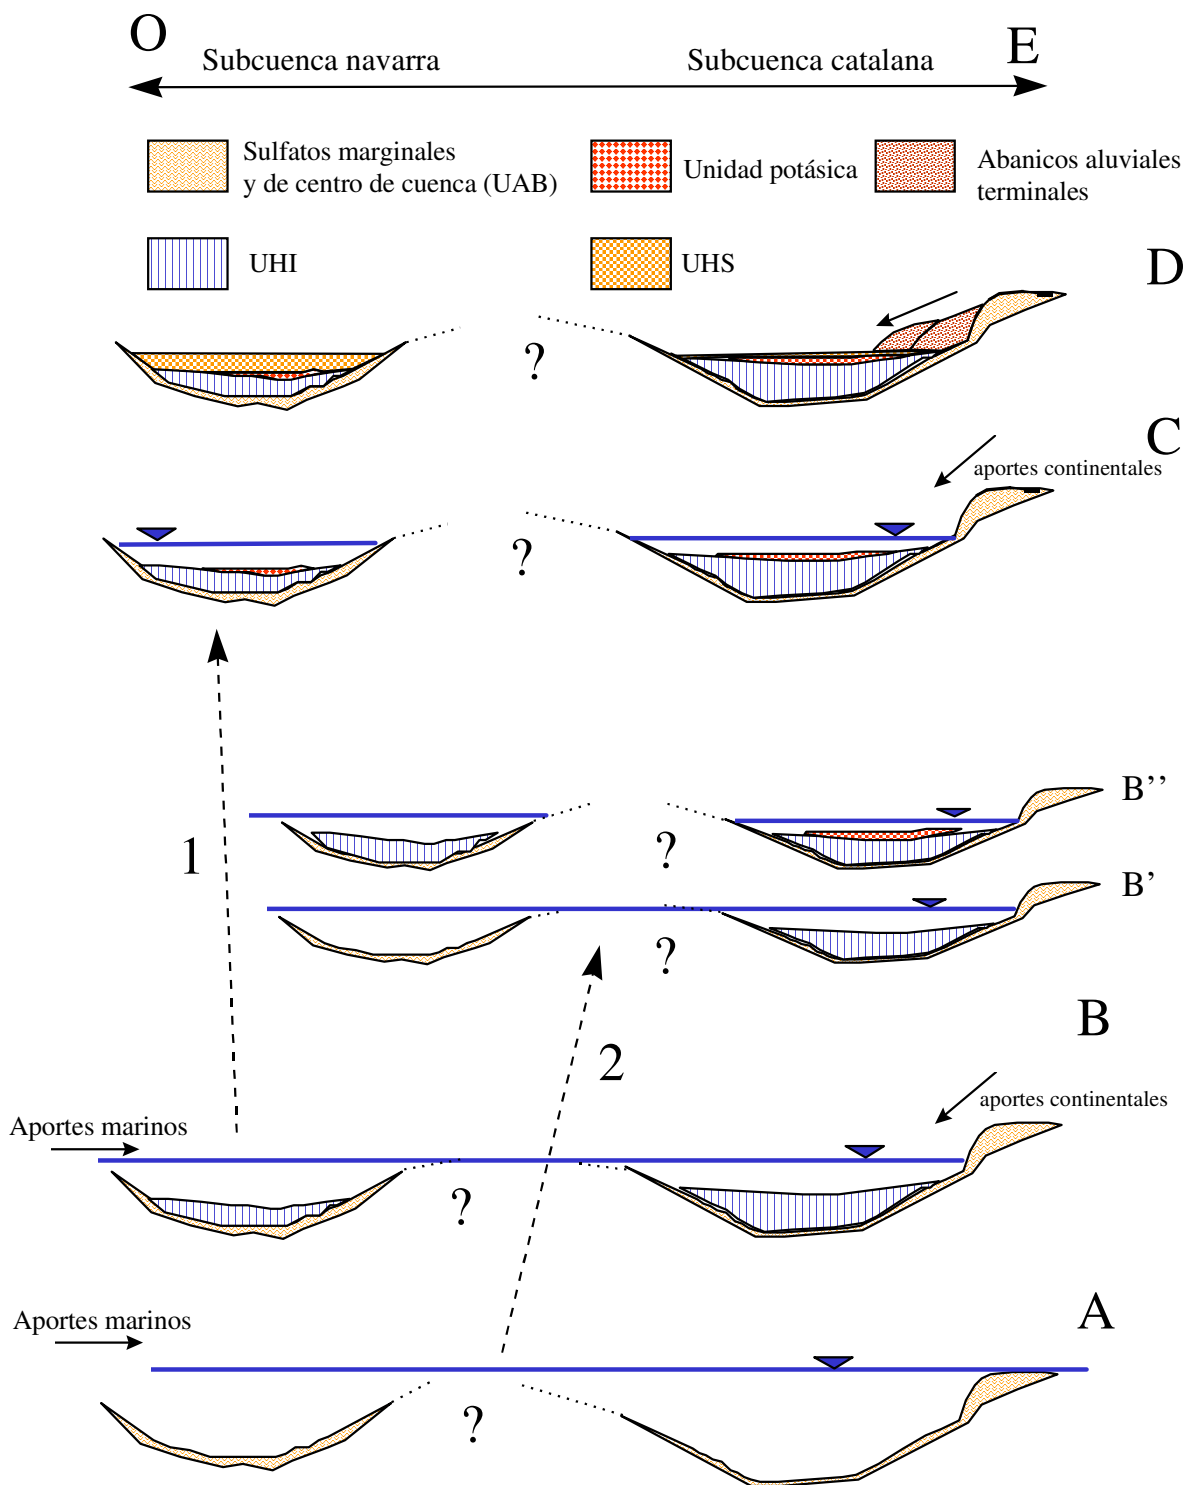 O
E
Subcuenca navarra
Subcuenca catalana
Sulfatos marginales
y de centro de cuenca (UAB)
Unidad potásica
Abanicos aluviales
terminales
UHI
UHS
D
?
C
aportes continentales
?
B’’
1
?
B’
?
B
2
aportes continentales
Aportes marinos
?
A
Aportes marinos
?